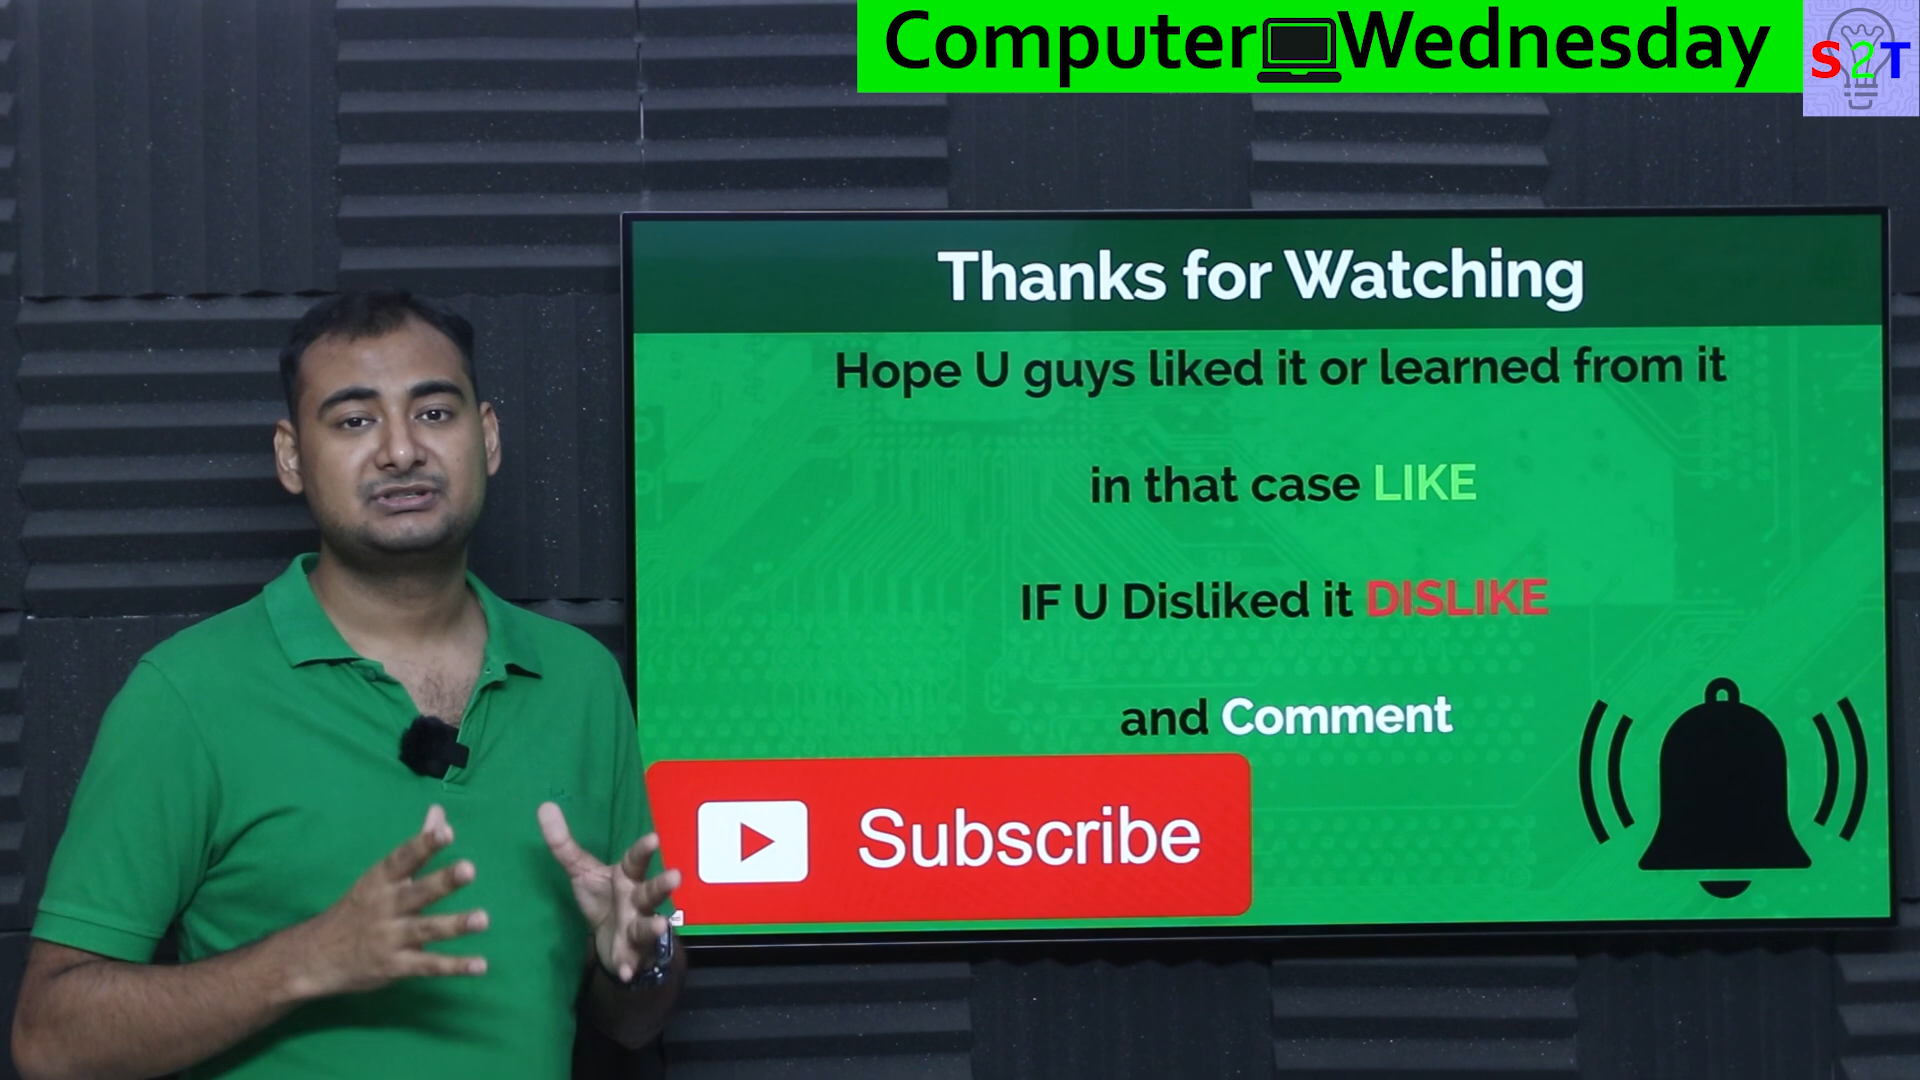 Computer Wednesday
S2T
Thanks for Watching
Hope U guys liked it or learned from it
in that case LIKE
IF U Disliked it DISLIKE
and Comment
Subscribe